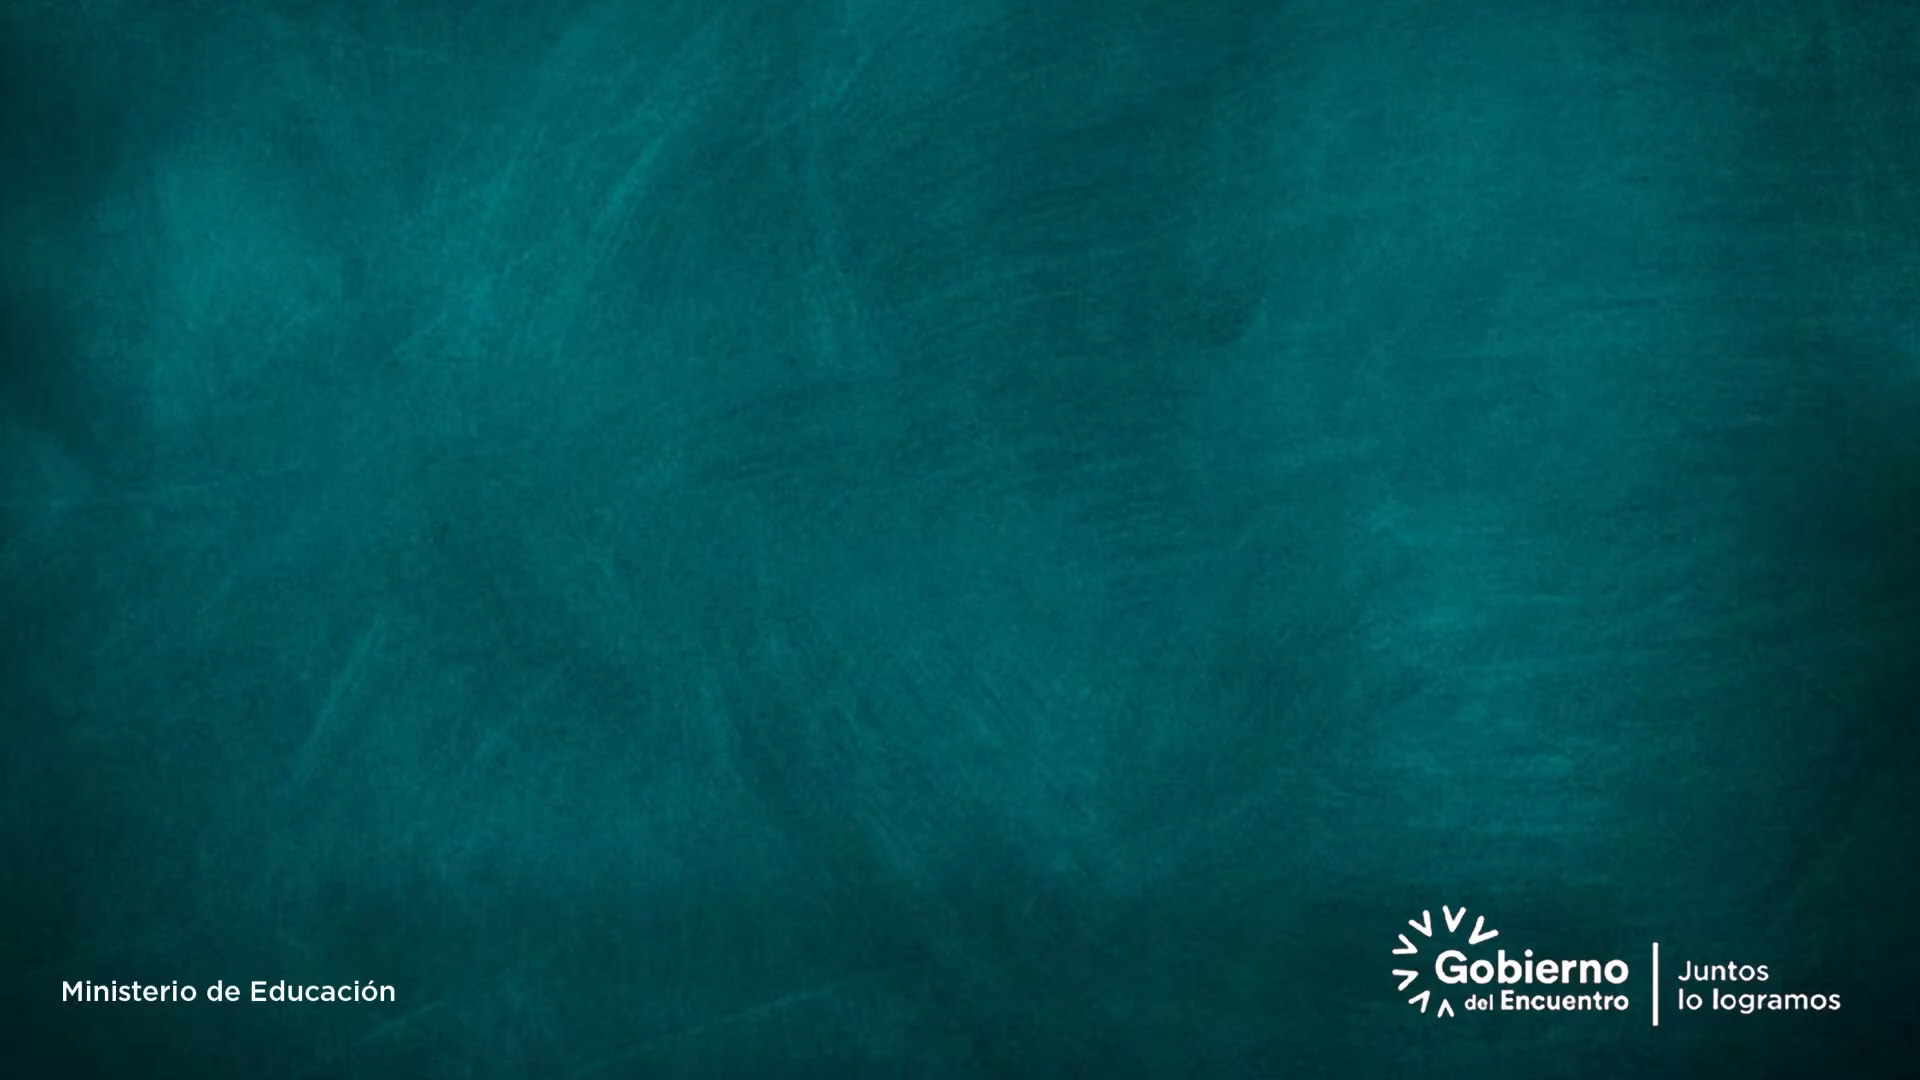 Ministerio de Educación
Gobierno
del Encuentro
Juntos
lo logramos